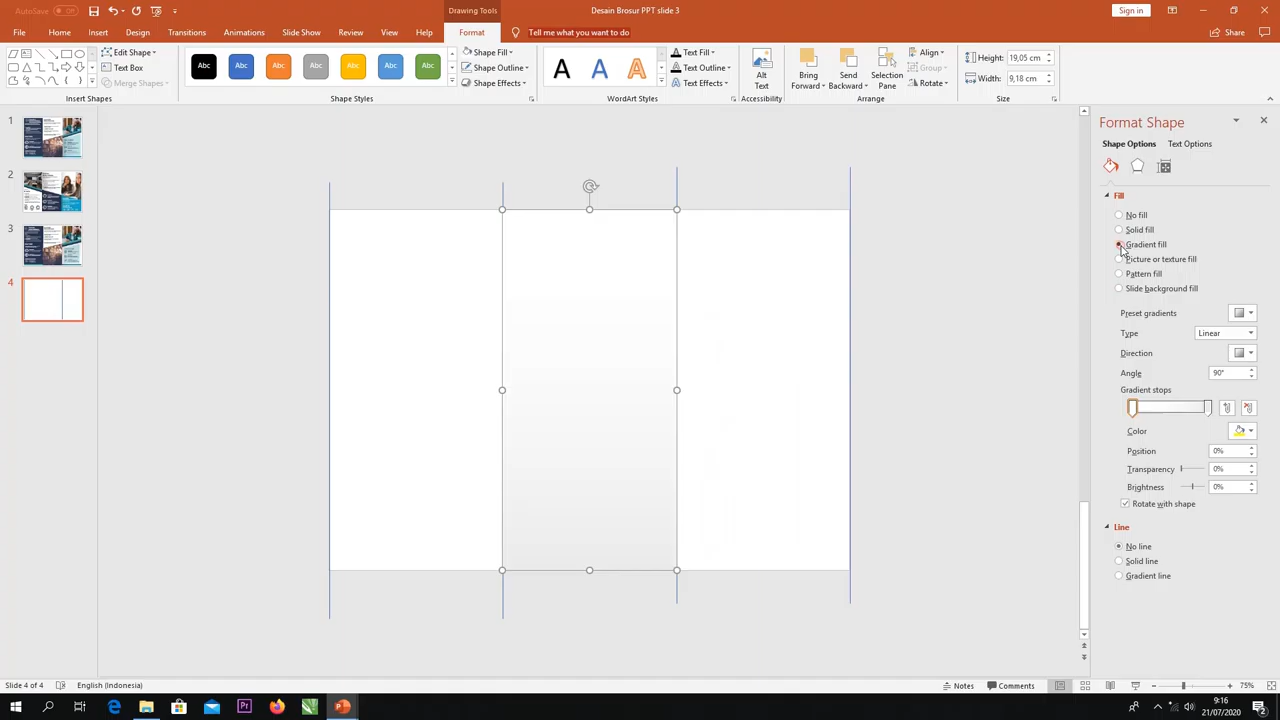 AutoSave Off
Drawing Tools
Desain Brosur PPT slide 3
Sign in
File Home Insert Design Transitions Animations Slide Show Review View Help Format Tell me what you want to do Share
Edit Shape
Text Box
Merge Shapes
Insert Shapes
Abc Abc Abc Abc Abc Abc Abc
Shape Fill
Shape Outline
Shape Effects
Shape Styles
A A A
Text Fill
Text Outline
Text Effects
WordArt Styles
Alt
Text
Accessibility
Bring
Forward
Send
Backward
Selection
Pane
Align
Group
Rotate
Arrange
Height: 19,05 cm
Width: 9,18 cm
Size
1
2
3
4
Format Shape
Shape Options Text Options
Fill
No fill
Solid fill
Gradient fill
Picture or texture fill
Pattern fill
Slide background fill
Preset gradients
Type Linear
Direction
Angle 90°
Gradient stops
Color
Position 0%
Transparency 0%
Brightness 0%
Rotate with shape
Line
No line
Solid line
Gradient line
Slide 4 of 4 English (Indonesia) Notes Comments 75%
9:16
21/07/2020